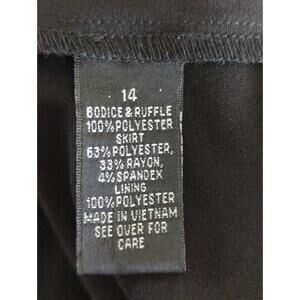 14
BODICE & RUFFLE
100% POLYESTER
SKIRT
63% POLYESTER,
33% RAYON,
4% SPANDEX
LINING
100% POLYESTER
MADE IN VIETNAM
SEE OVER FOR
CARE